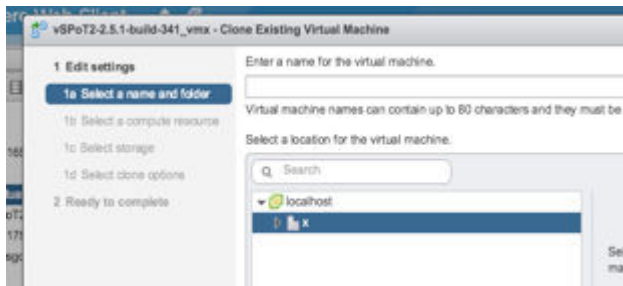 vSPoT2-2.5.1-build-341_vmx - Clone Existing Virtual Machine
1 Edit settings
1a Select a name and folder
1b Select a compute resource
1c Select storage
1d Select clone options
2 Ready to complete
Enter a name for the virtual machine.
Virtual machine names can contain up to 80 characters and they must be
Select a location for the virtual machine.
Search
localhost
x